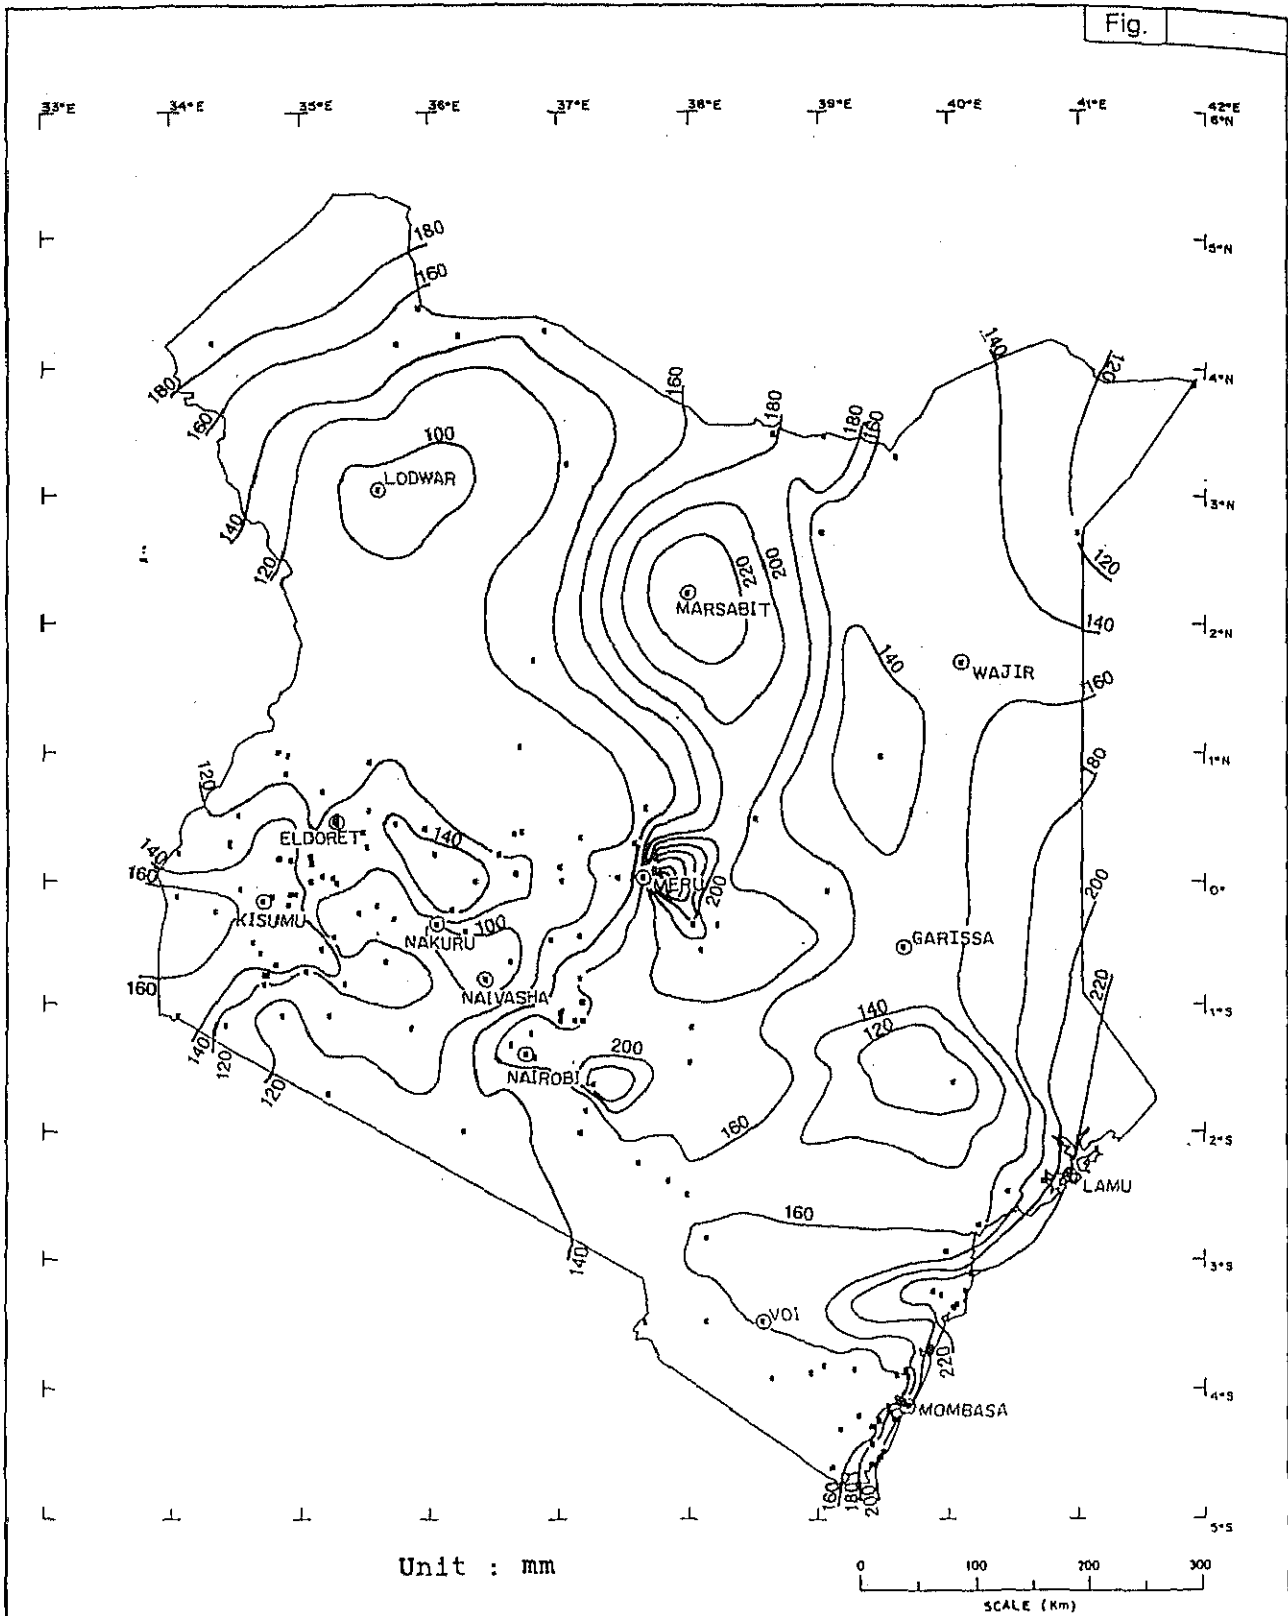 Fig.
33°E 34°E 35°E 36°E 37°E 38°E 39°E 40°E 41°E 42°E
6°N
180
5°N
160
140
120
4°N
180
160
180
180
160
160
100
LODWAR
3°N
140
200
120
220
120
MARSABIT
140
2°N
140
WAJIR
160
1°N
120
180
ELDORET
140
140
160
MERU
0°
200
200
KISUMU
NAKURU
100
GARISSA
160
NAIVASHA
220
1°S
140
120
140
120
200
NAIROBI
120
160
2°S
LAMU
160
140
3°S
VOI
220
4°S
MOMBASA
160
180
200
5°S
Unit : mm
0 100 200 300
SCALE (Km)